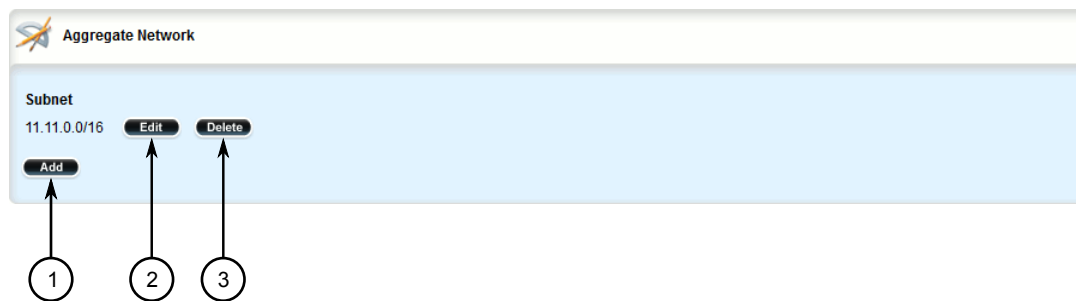 Aggregate Network
Subnet
11.11.0.0/16 Edit Delete
Add
1 2 3